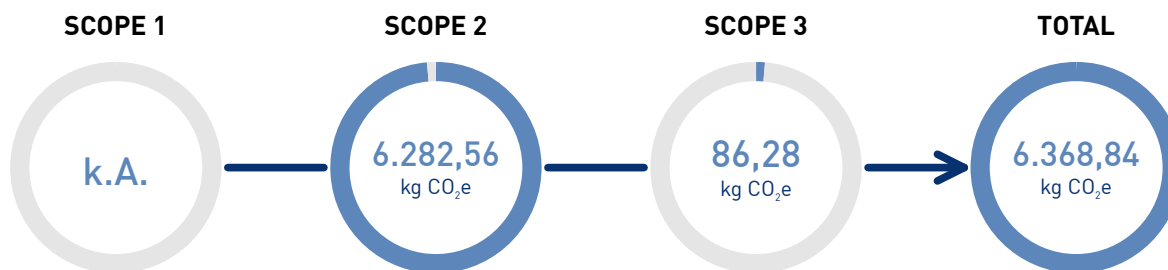 SCOPE 1
SCOPE 2
SCOPE 3
TOTAL
k.A.
6.282,56
kg CO₂e
86,28
kg CO₂e
6.368,84
kg CO₂e